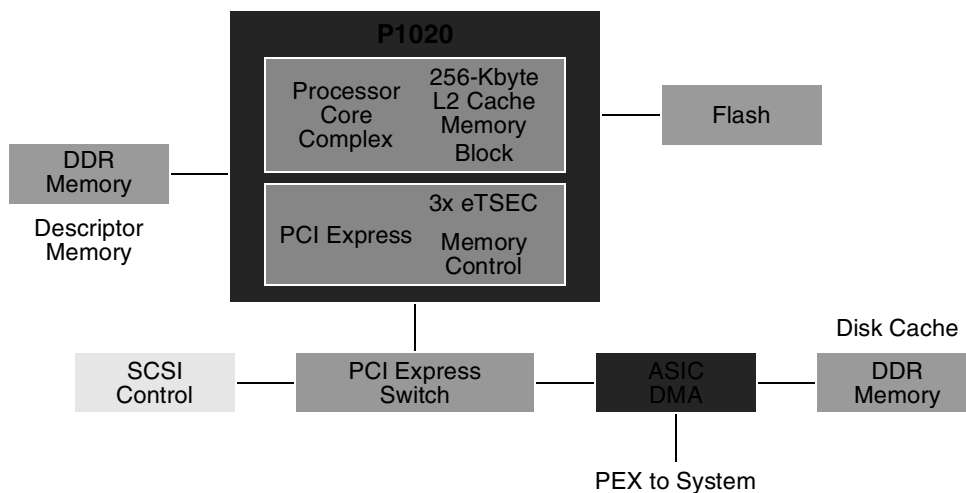 P1020
Processor
Core
Complex
256-Kbyte
L2 Cache
Memory
Block
Flash
DDR
Memory
Descriptor
Memory
PCI Express
3x eTSEC
Memory
Control
Disk Cache
SCSI
Control
PCI Express
Switch
ASIC
DMA
DDR
Memory
PEX to System